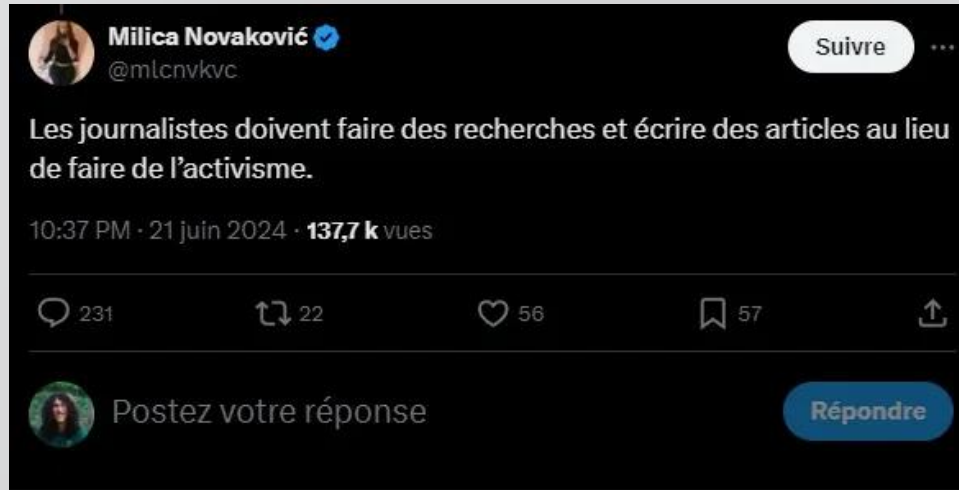 Milica Novaković
Suivre
@mlcnvkvc
Les journalistes doivent faire des recherches et écrire des articles au lieu
de faire de l’activisme.
10:37 PM · 21 juin 2024 · 137,7 k vues
231 22 56 57
Postez votre réponse
Répondre